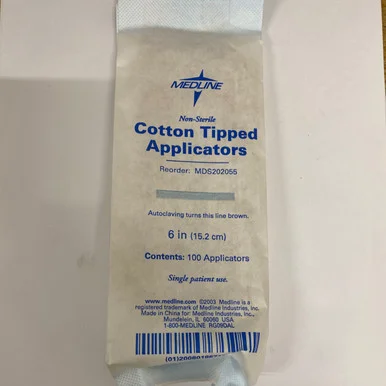 MEDLINE
Non-Sterile
Cotton Tipped
Applicators
Reorder: MDS202055
Autoclaving turns this line brown.
6 in (15.2 cm)
Contents: 100 Applicators
Single patient use.
www.medline.com ©2003 Medline is a
registered trademark of Medline Industries, Inc.
Made in China for: Medline Industries, Inc.
Mundelein, IL 60060 USA
1-800-MEDLINE RG09DAL